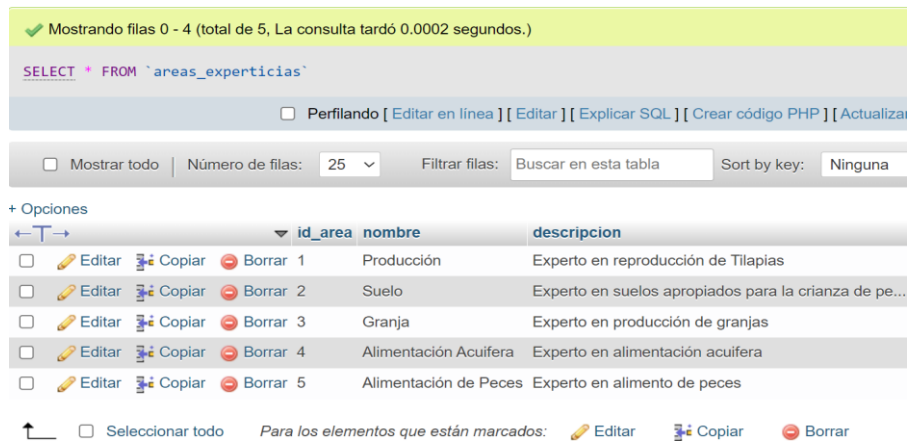 Mostrando filas 0 - 4 (total de 5, La consulta tardó 0.0002 segundos.)
SELECT * FROM `areas_experticias`
Perfilando [ Editar en línea ] [ Editar ] [ Explicar SQL ] [ Crear código PHP ] [ Actualizar
Mostrar todo | Número de filas: 25 Filtrar filas: Buscar en esta tabla Sort by key: Ninguna
+ Opciones
←T→ id_area nombre descripcion
Editar Copiar Borrar 1 Producción Experto en reproducción de Tilapias
Editar Copiar Borrar 2 Suelo Experto en suelos apropiados para la crianza de pe...
Editar Copiar Borrar 3 Granja Experto en producción de granjas
Editar Copiar Borrar 4 Alimentación Acuifera Experto en alimentación acuifera
Editar Copiar Borrar 5 Alimentación de Peces Experto en alimento de peces
Seleccionar todo Para los elementos que están marcados: Editar Copiar Borrar